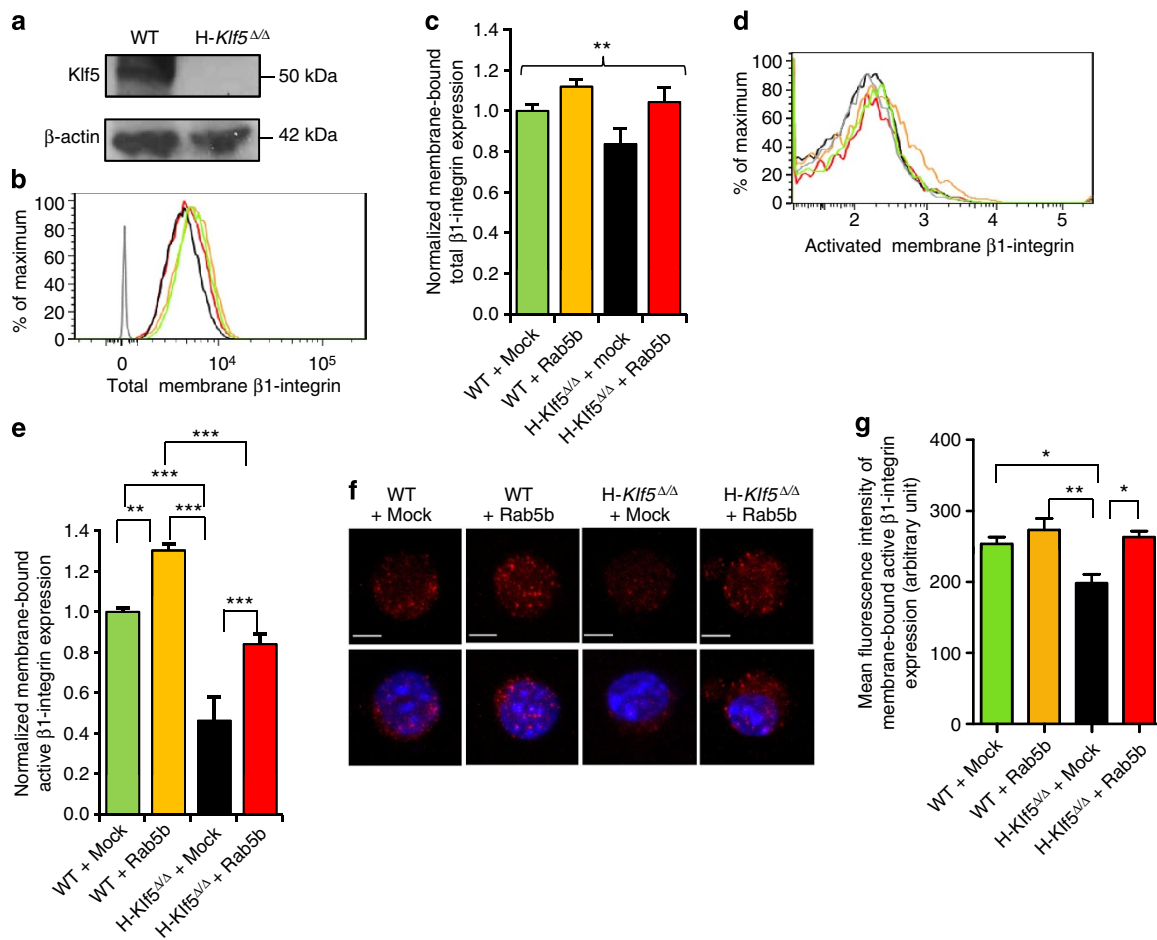 a
WT
H-Klf5 Δ/Δ
Klf5
50 kDa
β-actin
42 kDa
b
100
80
60
40
20
0
% of maximum
0
10⁴
10⁵
Total membrane β1-integrin
c
**
1.4
1.2
1.0
0.8
0.6
0.4
0.2
0.0
Normalized membrane-bound
total β1-integrin expression
WT + Mock
WT + Rab5b
H-Klf5Δ/Δ + mock
H-Klf5Δ/Δ + Rab5b
d
100
80
60
40
20
0
% of maximum
2
3
4
5
Activated membrane β1-integrin
e
***
***
**
***
***
1.4
1.2
1.0
0.8
0.6
0.4
0.2
0.0
Normalized membrane-bound
active β1-integrin expression
WT + Mock
WT + Rab5b
H-Klf5Δ/Δ + Mock
H-Klf5Δ/Δ + Rab5b
f
WT
+ Mock
WT
+ Rab5b
H-Klf5Δ/Δ
+ Mock
H-Klf5Δ/Δ
+ Rab5b
g
*
**
*
400
300
200
100
0
Mean fluorescence intensity of
membrane-bound active β1-integrin
expression (arbitrary unit)
WT + Mock
WT + Rab5b
H-Klf5Δ/Δ + Mock
H-Klf5Δ/Δ + Rab5b